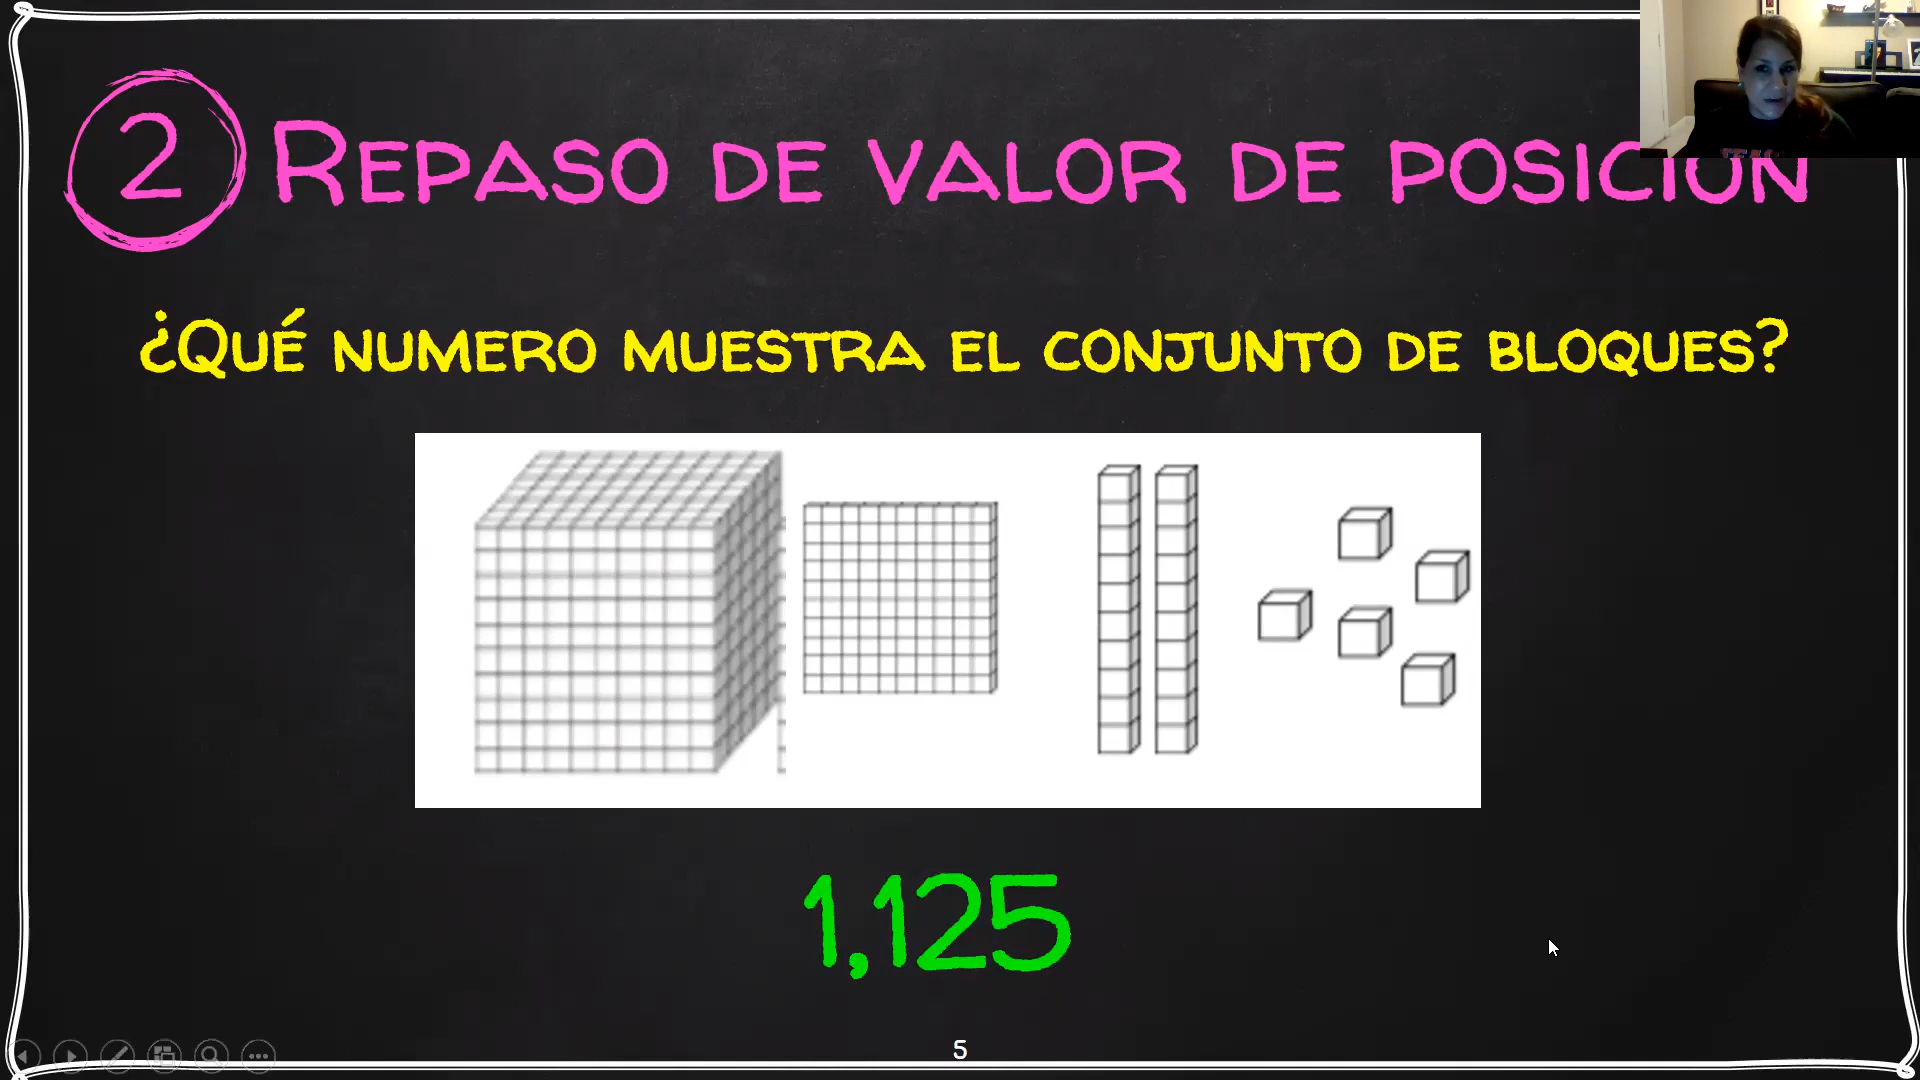 2 Repaso de valor de posición
¿Qué numero muestra el conjunto de bloques?
1,125
5